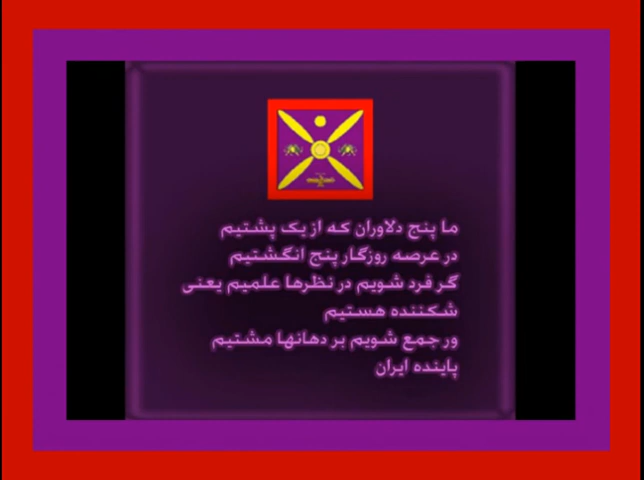 ما پنج دلاوران که از یک پشتیم
در عرصه روزگار پنج انگشتیم
گر فرد شویم در نظرها علمیم یعنی
شکننده هستیم
ور جمع شویم بر دهانها مشتیم
پاینده ایران